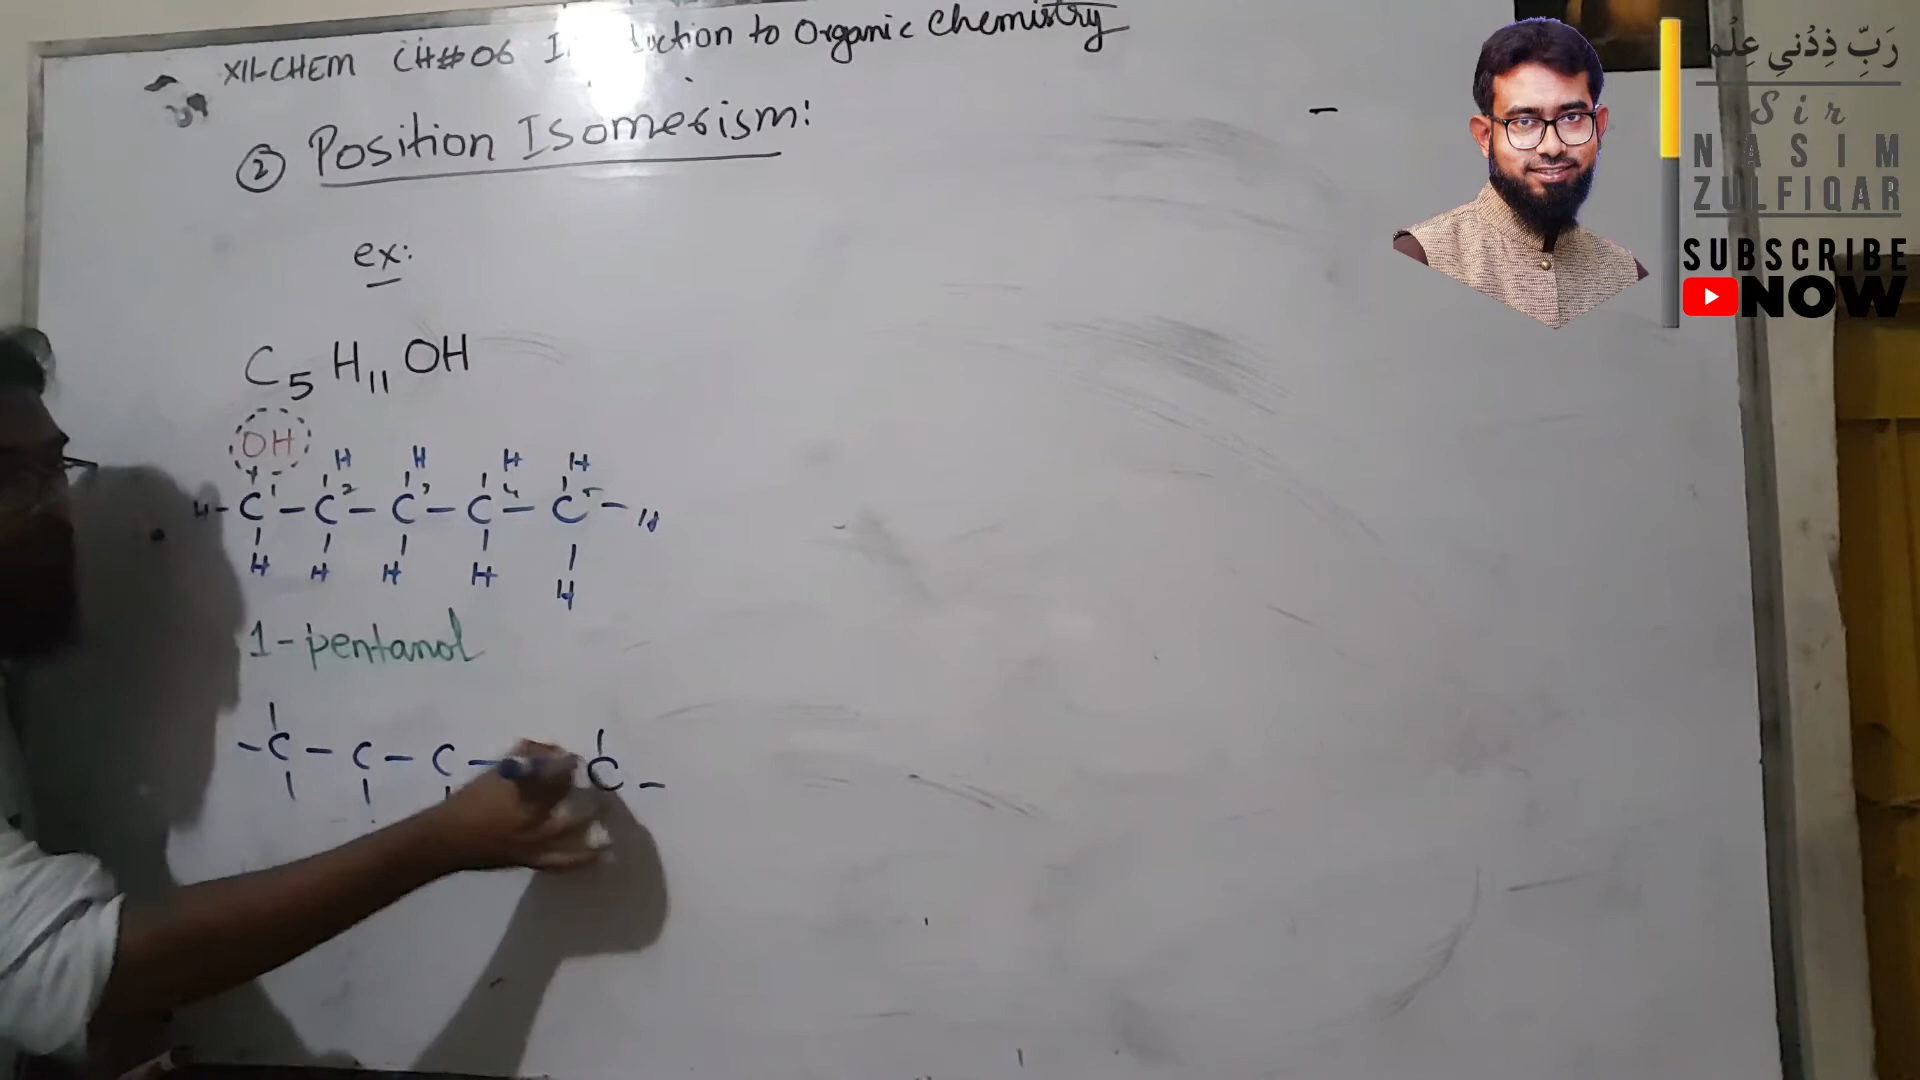 XII-CHEM CH#06 Introduction to Organic Chemistry
② Position Isomerism:
ex:
C5 H11 OH
OH H H H H
H-C1-C2-C3-C4-C5-H
H H H H H
1-pentanol
-C-C-C- C-
رَبِّ زِدْنِي عِلْم
Sir
NASIM
ZULFIQAR
SUBSCRIBE
NOW